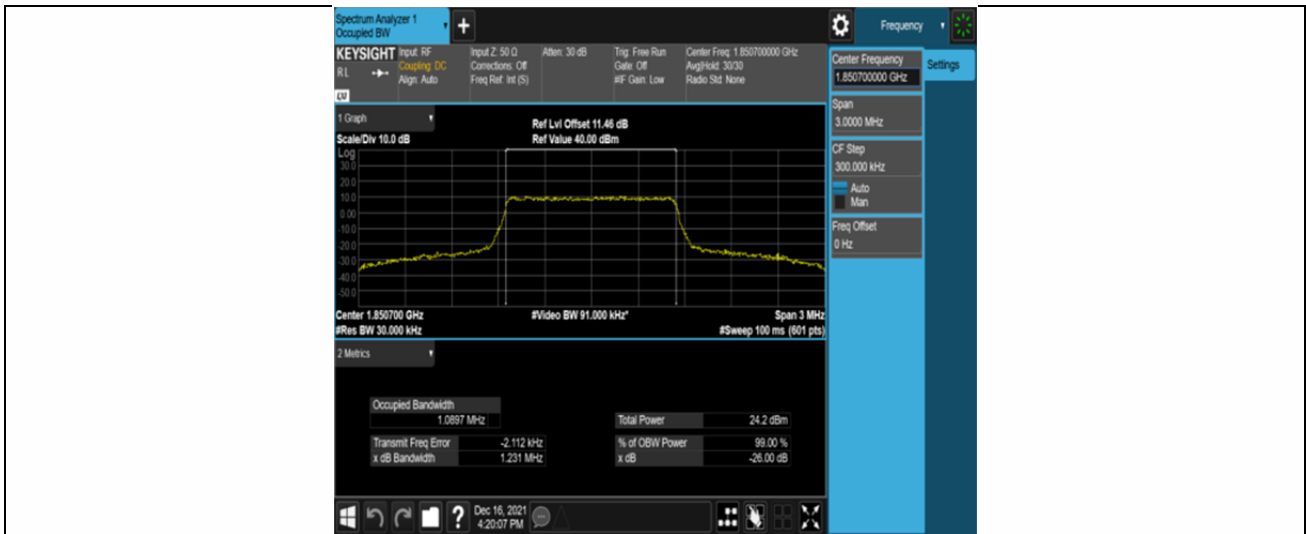 Spectrum Analyzer 1
Occupied BW
+
Frequency
KEYSIGHT
R L
Input: RF
Coupling: DC
Align: Auto
Input Z: 50 Ω
Corrections: Off
Freq Ref: Int (S)
Atten: 30 dB
Trig: Free Run
Gate: Off
#IF Gain: Low
Center Freq: 1.850700000 GHz
Avg|Hold: 30/30
Radio Std: None
Center Frequency
1.850700000 GHz
Settings
Span
3.0000 MHz
CF Step
300.000 kHz
Auto
Man
Freq Offset
0 Hz
1 Graph
Scale/Div 10.0 dB
Ref Lvl Offset 11.46 dB
Ref Value 40.00 dBm
Log
30.0
20.0
10.0
0.00
-10.0
-20.0
-30.0
-40.0
-50.0
Center 1.850700 GHz
#Video BW 91.000 kHz*
Span 3 MHz
#Res BW 30.000 kHz
#Sweep 100 ms (601 pts)
2 Metrics
Occupied Bandwidth
1.0897 MHz
Total Power 24.2 dBm
Transmit Freq Error -2.112 kHz
% of OBW Power 99.00 %
x dB Bandwidth 1.231 MHz
x dB -26.00 dB
?
Dec 16, 2021
4:20:07 PM